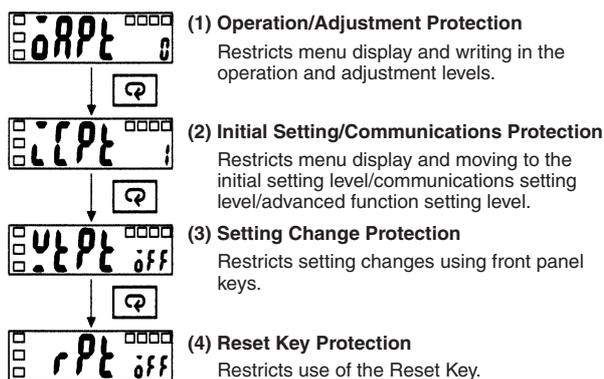 oAPt 0
(1) Operation/Adjustment Protection
Restricts menu display and writing in the
operation and adjustment levels.
iCPt 1
(2) Initial Setting/Communications Protection
Restricts menu display and moving to the
initial setting level/communications setting
level/advanced function setting level.
WtPt oFF
(3) Setting Change Protection
Restricts setting changes using front panel
keys.
rPt oFF
(4) Reset Key Protection
Restricts use of the Reset Key.